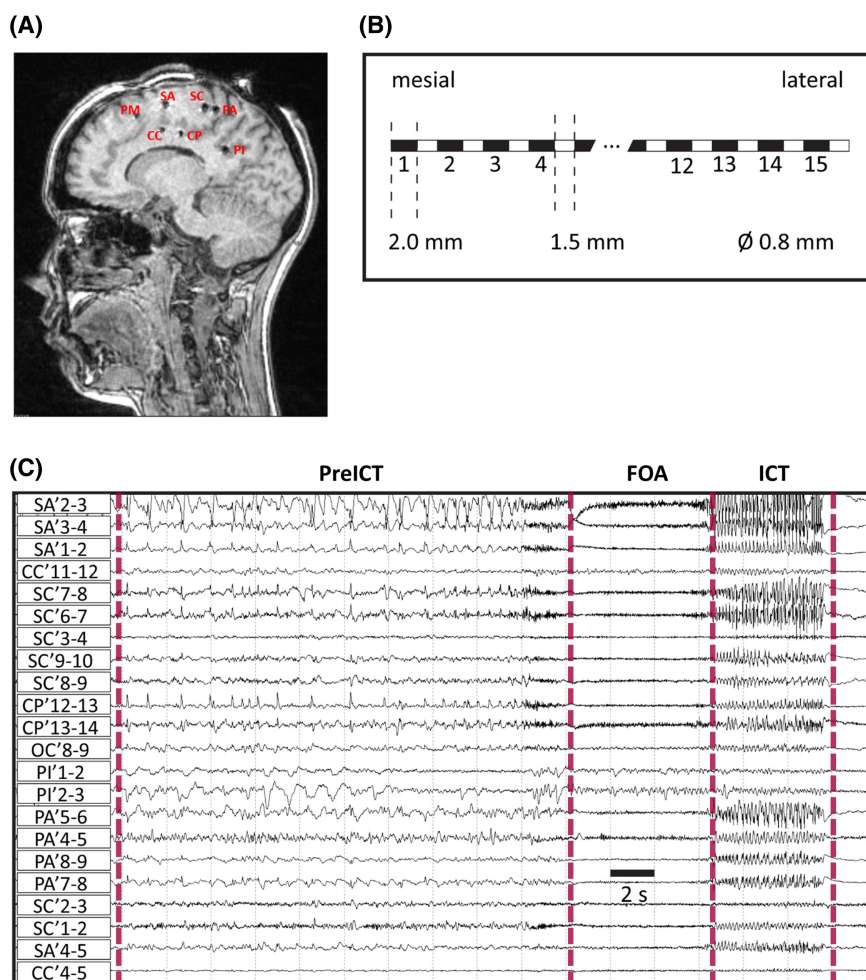 (A)
SA SC
PM PA
CC CP
PI
(B)
mesial lateral
...
1 2 3 4 12 13 14 15
2.0 mm 1.5 mm Ø 0.8 mm
(C)
PreICT FOA ICT
SA'2-3
SA'3-4
SA'1-2
CC'11-12
SC'7-8
SC'6-7
SC'3-4
SC'9-10
SC'8-9
CP'12-13
CP'13-14
OC'8-9
PI'1-2
PI'2-3
PA'5-6
PA'4-5
PA'8-9
PA'7-8
2 s
SC'2-3
SC'1-2
SA'4-5
CC'4-5